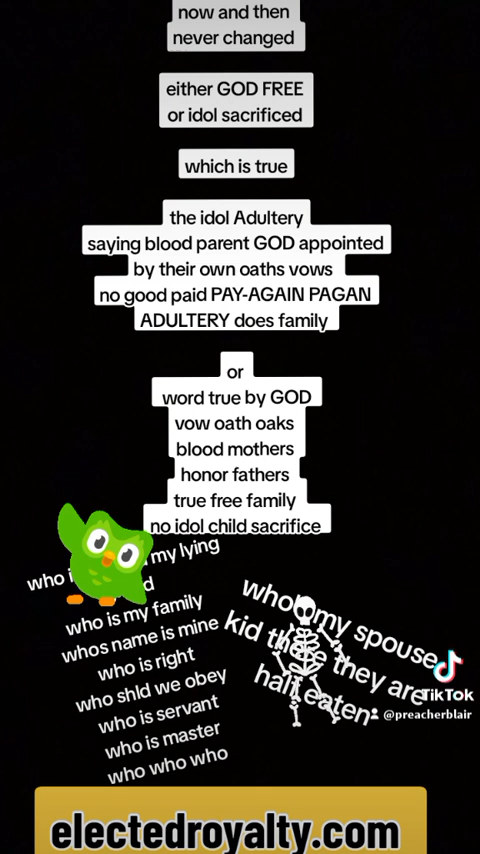 now and then
never changed
either GOD FREE
or idol sacrificed
which is true
the idol Adultery
saying blood parent GOD appointed
by their own oaths vows
no good paid PAY-AGAIN PAGAN
ADULTERY does family
or
word true by GOD
vow oath oaks
blood mothers
honor fathers
true free family
no idol child sacrifice
who my lying
who is my family
whos name is mine
who is right
who shld we obey
who is servant
who is master
who who who
who my spouse
kid there they are
half eaten
TikTok
@preacherblair
electedroyalty.com